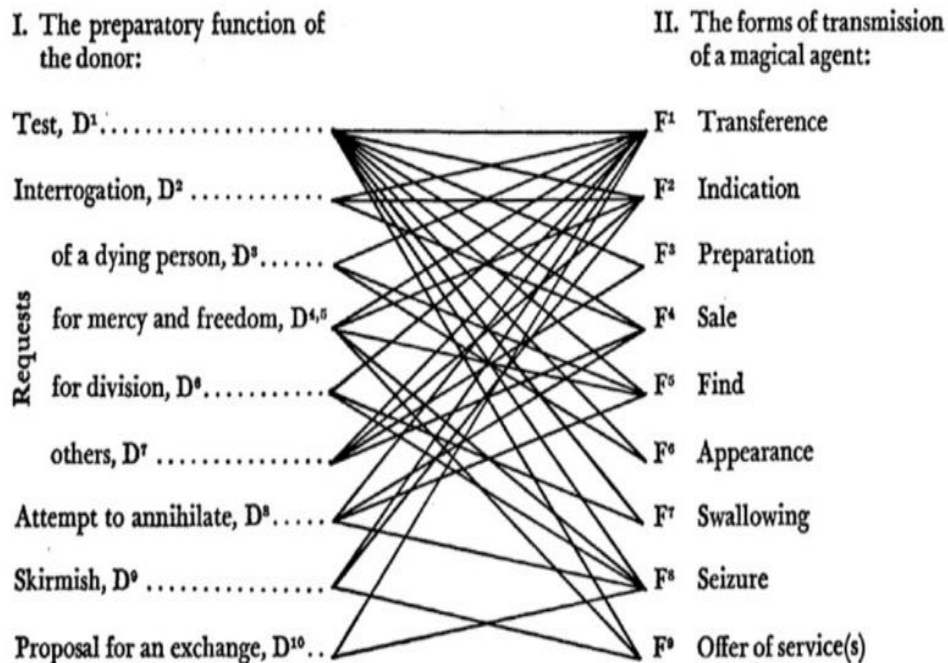 I. The preparatory function of
the donor:
Test, D¹...................
Interrogation, D² ............
of a dying person, D³......
for mercy and freedom, D⁴,⁵
for division, D⁶...........
others, D⁷ ...............
Requests
Attempt to annihilate, D⁸.....
Skirmish, D⁹ ................
Proposal for an exchange, D¹⁰..
II. The forms of transmission
of a magical agent:
F¹ Transference
F² Indication
F³ Preparation
F⁴ Sale
F⁵ Find
F⁶ Appearance
F⁷ Swallowing
F⁸ Seizure
F⁹ Offer of service(s)